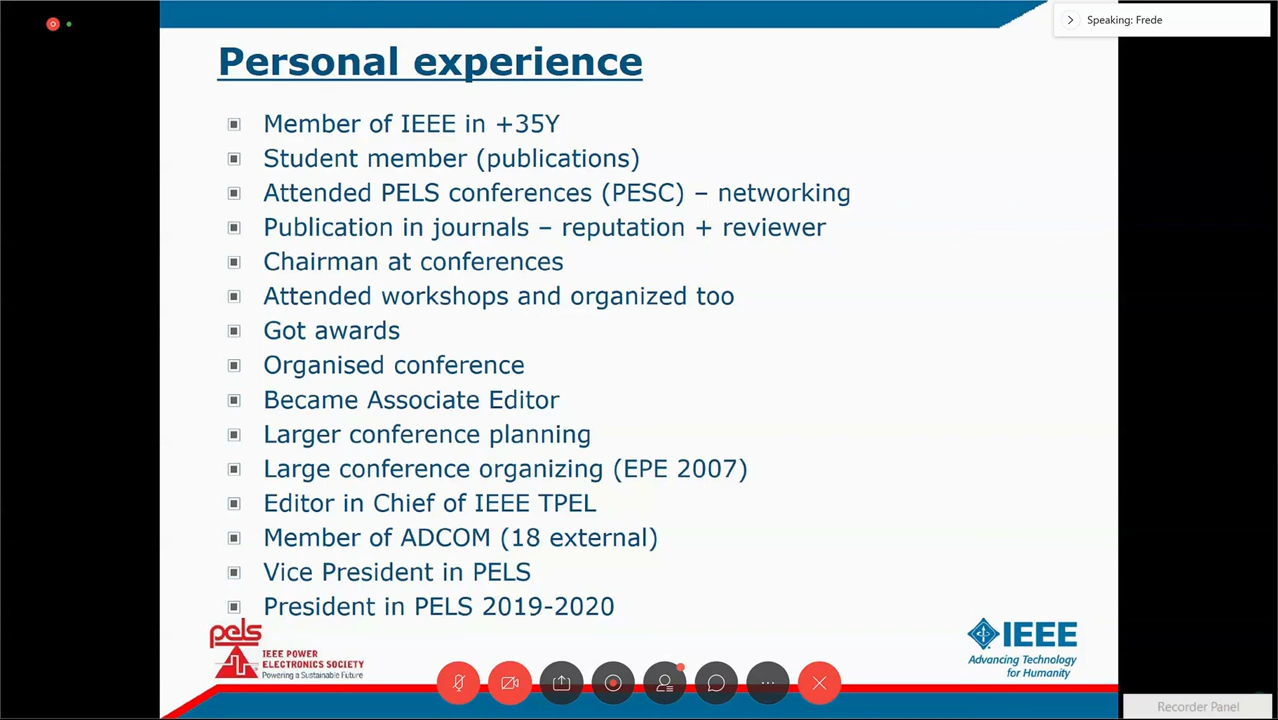 Speaking: Frede
Personal experience
Member of IEEE in +35Y
Student member (publications)
Attended PELS conferences (PESC) – networking
Publication in journals – reputation + reviewer
Chairman at conferences
Attended workshops and organized too
Got awards
Organised conference
Became Associate Editor
Larger conference planning
Large conference organizing (EPE 2007)
Editor in Chief of IEEE TPEL
Member of ADCOM (18 external)
Vice President in PELS
President in PELS 2019-2020
pels
IEEE POWER
ELECTRONICS SOCIETY
Powering a Sustainable Future
IEEE
Advancing Technology
for Humanity
Recorder Panel